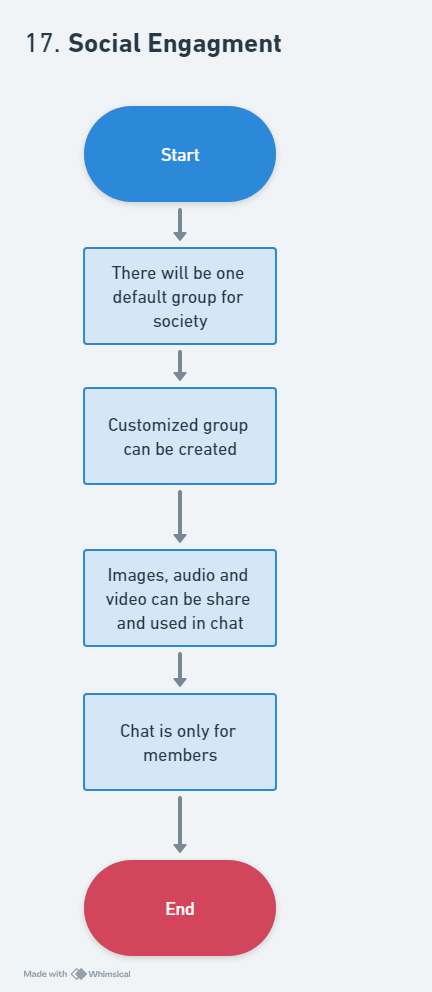 17. Social Engagment
Start
There will be one
default group for
society
Customized group
can be created
Images, audio and
video can be share
and used in chat
Chat is only for
members
End
Made with Whimsical